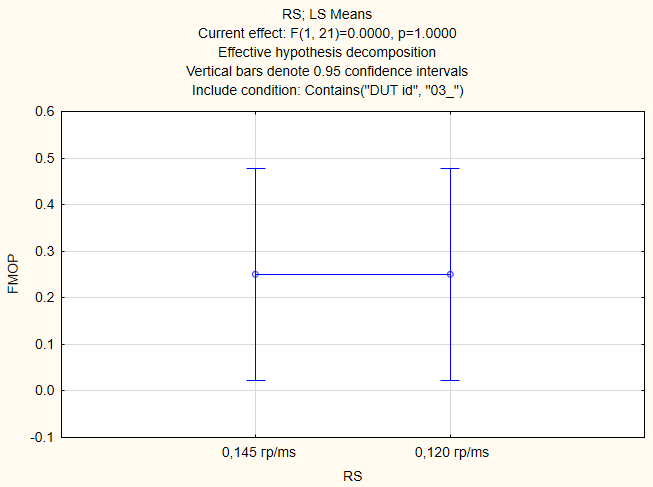 RS; LS Means
Current effect: F(1, 21)=0.0000, p=1.0000
Effective hypothesis decomposition
Vertical bars denote 0.95 confidence intervals
Include condition: Contains("DUT id", "03_")
0.6
0.5
0.4
0.3
0.2
0.1
0.0
-0.1
FMOP
0,145 гр/ms
0,120 гр/ms
RS